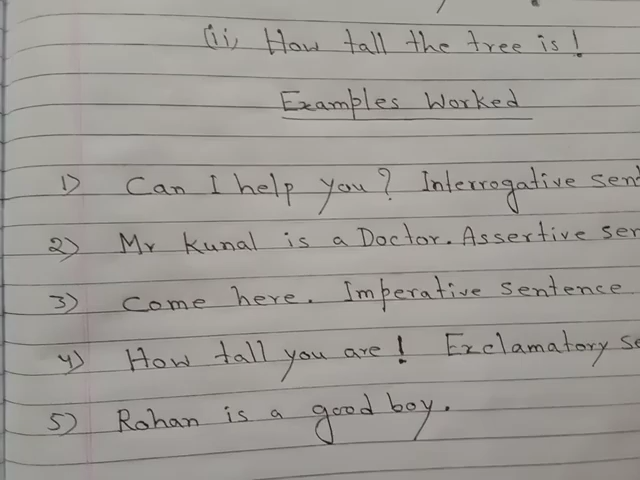 (ii) How tall the tree is!
Examples Worked
1) Can I help you? Interrogative sent
2) Mr Kunal is a Doctor. Assertive sen
3) Come here. Imperative sentence
4) How tall you are! Exclamatory se
5) Rohan is a good boy.